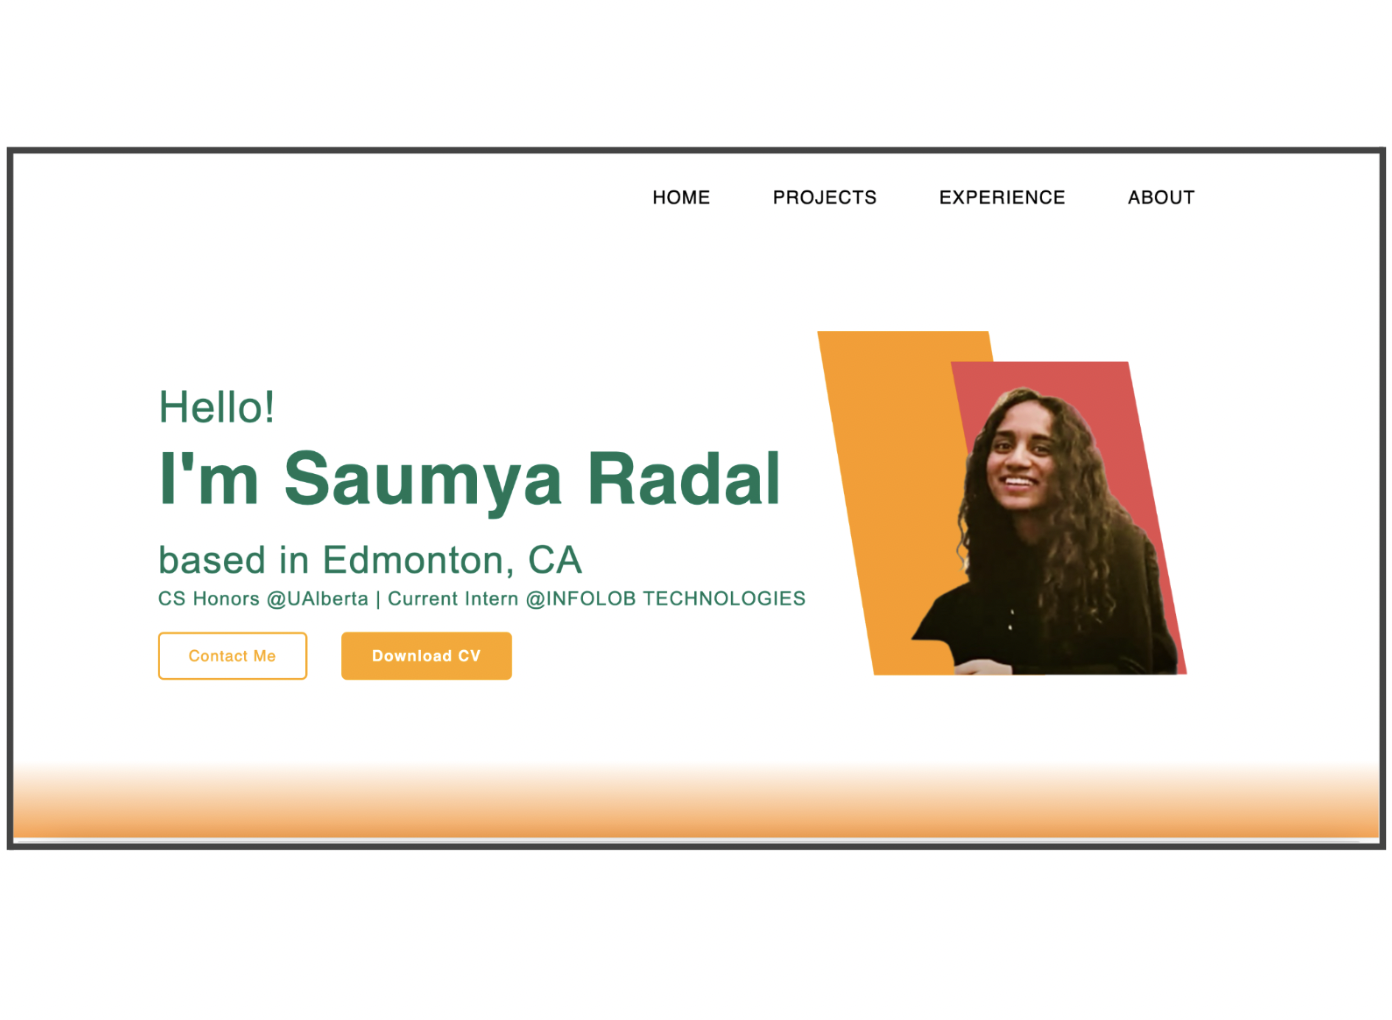 HOME PROJECTS EXPERIENCE ABOUT
Hello!
I'm Saumya Radal
based in Edmonton, CA
CS Honors @UAlberta | Current Intern @INFOLOB TECHNOLOGIES
Contact Me Download CV